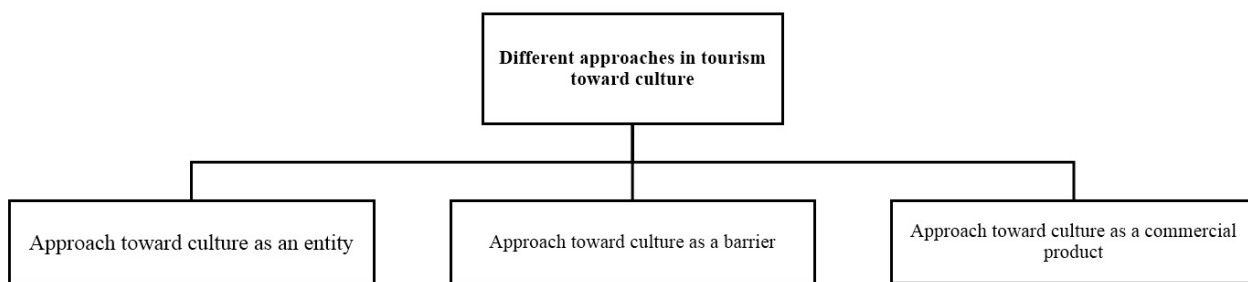 Different approaches in tourism
toward culture
Approach toward culture as an entity
Approach toward culture as a barrier
Approach toward culture as a commercial
product